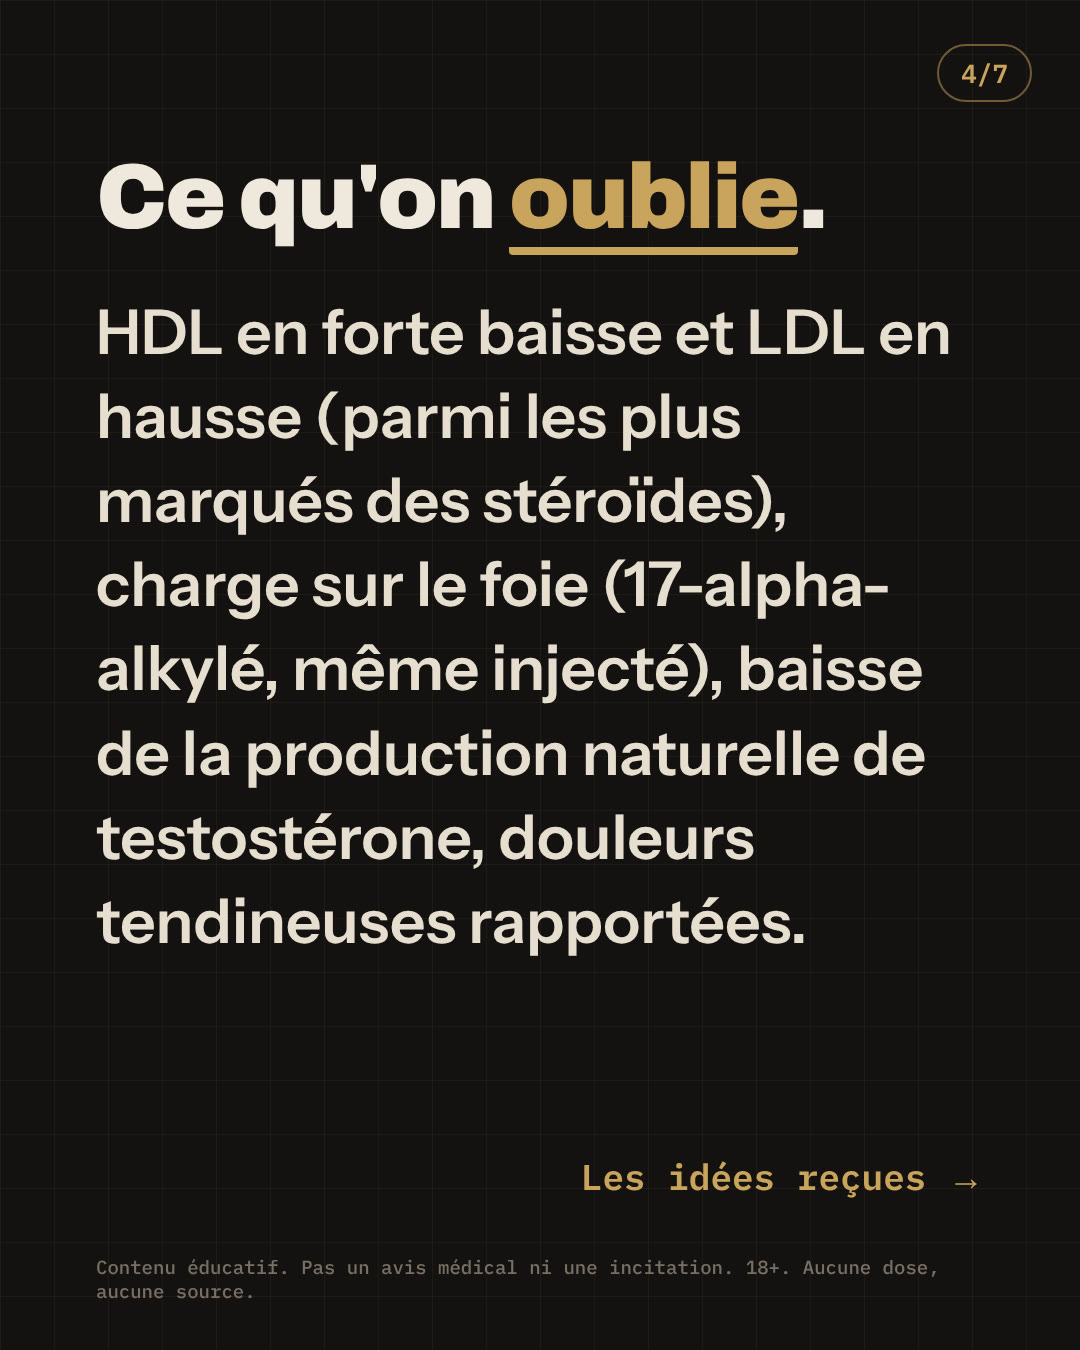 4/7
Ce qu'on oublie.
HDL en forte baisse et LDL en
hausse (parmi les plus
marqués des stéroïdes),
charge sur le foie (17-alpha-
alkylé, même injecté), baisse
de la production naturelle de
testostérone, douleurs
tendineuses rapportées.
Les idées reçues →
Contenu éducatif. Pas un avis médical ni une incitation. 18+. Aucune dose,
aucune source.